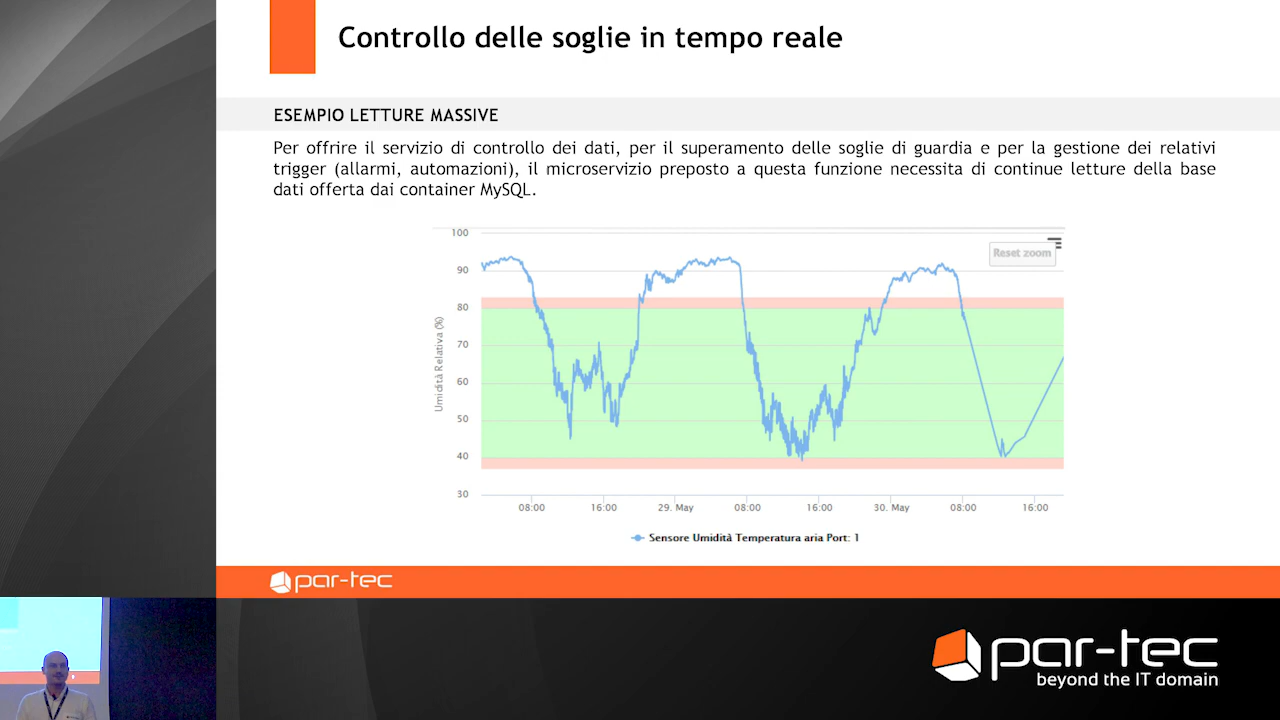 Controllo delle soglie in tempo reale
ESEMPIO LETTURE MASSIVE
Per offrire il servizio di controllo dei dati, per il superamento delle soglie di guardia e per la gestione dei relativi
trigger (allarmi, automazioni), il microservizio preposto a questa funzione necessita di continue letture della base
dati offerta dai container MySQL.
Reset zoom
Umidità Relativa (%)
100
90
80
70
60
50
40
30
08:00 16:00 29. May 08:00 16:00 30. May 08:00 16:00
Sensore Umidità Temperatura aria Port: 1
par-tec
par-tec
beyond the IT domain